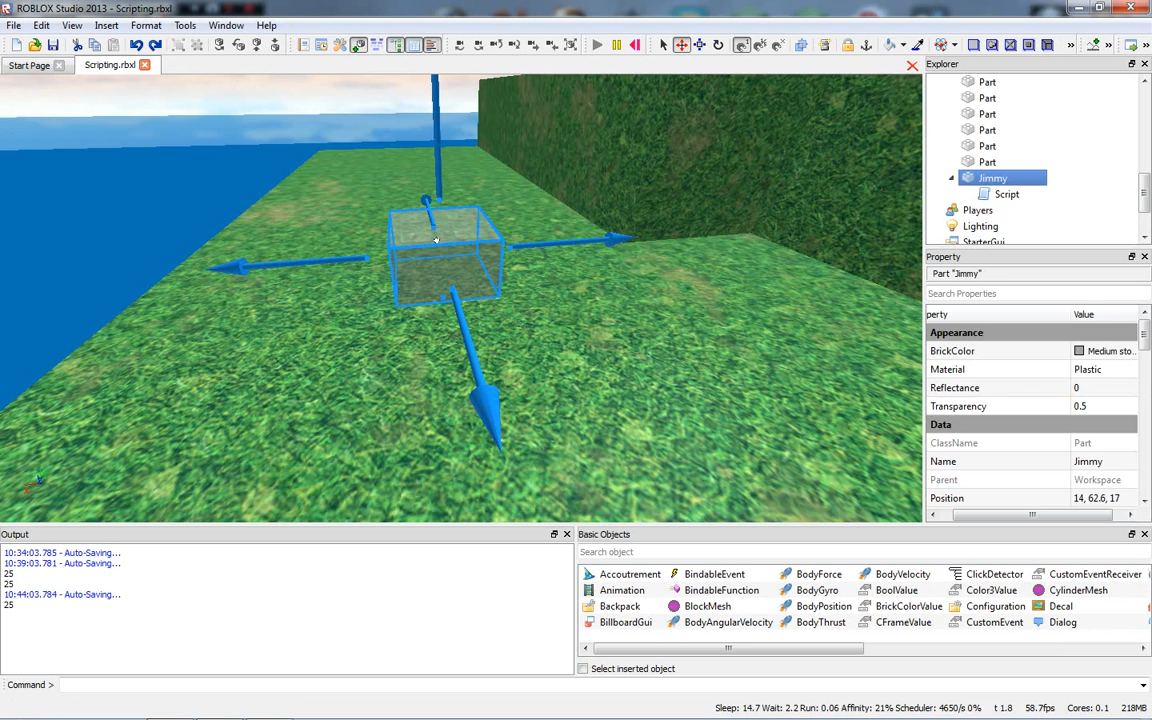 ROBLOX Studio 2013 - Scripting.rbxl
File Edit View Insert Format Tools Window Help
Start Page Scripting.rbxl
Explorer
Part
Part
Part
Part
Part
Part
Jimmy
Script
Players
Lighting
StarterGui
Property
Part "Jimmy"
Search Properties
perty Value
Appearance
BrickColor Medium sto...
Material Plastic
Reflectance 0
Transparency 0.5
Data
ClassName Part
Name Jimmy
Parent Workspace
Position 14, 62.6, 17
Output
10:34:03.785 - Auto-Saving...
10:39:03.781 - Auto-Saving...
25
25
10:44:03.784 - Auto-Saving...
25
Basic Objects
Search object
Accoutrement BindableEvent BodyForce BodyVelocity ClickDetector CustomEventReceiver
Animation BindableFunction BodyGyro BoolValue Color3Value CylinderMesh
Backpack BlockMesh BodyPosition BrickColorValue Configuration Decal
BillboardGui BodyAngularVelocity BodyThrust CFrameValue CustomEvent Dialog
Select inserted object
Command >
Sleep: 14.7 Wait: 2.2 Run: 0.06 Affinity: 21% Scheduler: 4650/s 0% t 1.8 58.7fps Cores: 0.1 218MB